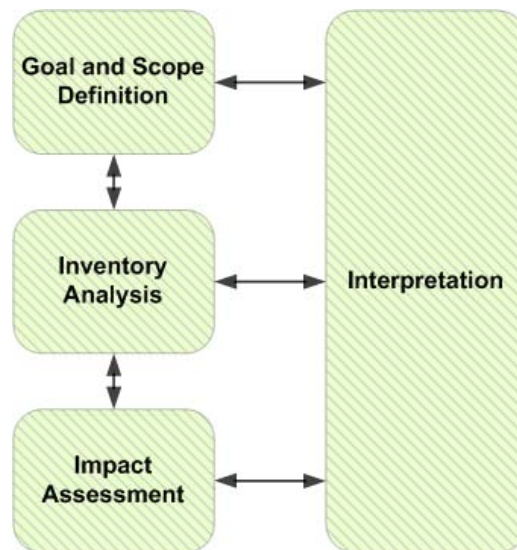 Goal and Scope
Definition
Inventory
Analysis
Interpretation
Impact
Assessment